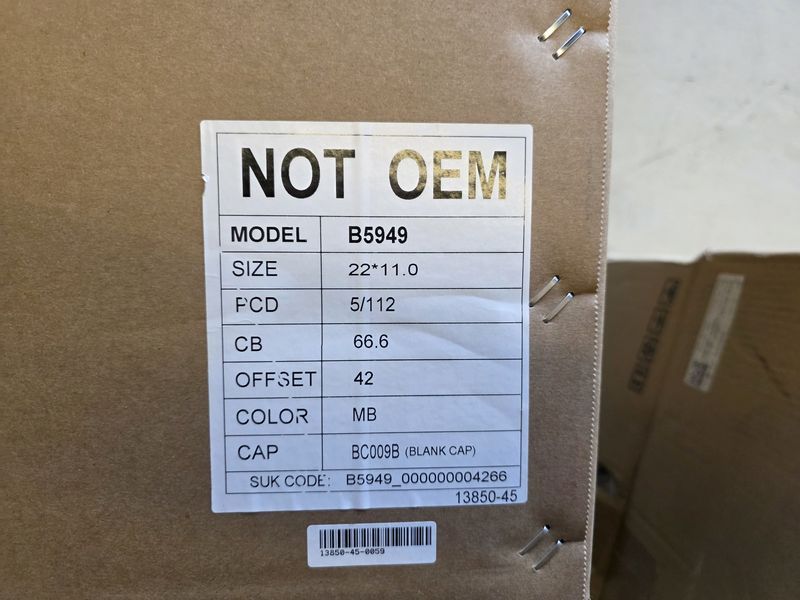 NOT OEM
MODEL B5949
SIZE 22*11.0
PCD 5/112
CB 66.6
OFFSET 42
COLOR MB
CAP BC009B (BLANK CAP)
SUK CODE: B5949_000000004266
13850-45
13850-45-0059